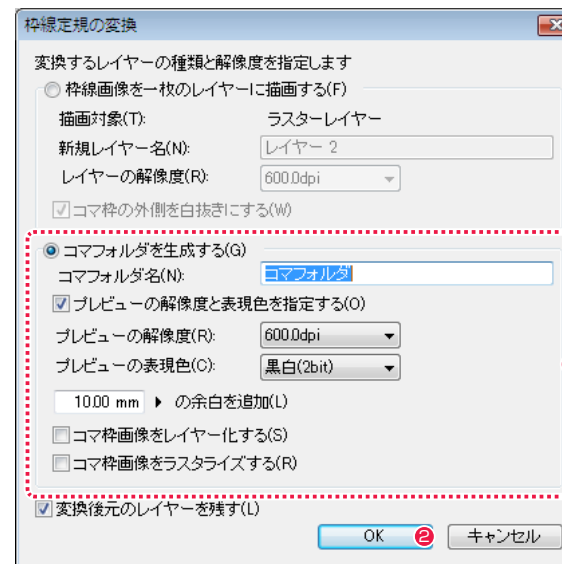 枠線定規の変換
変換するレイヤーの種類と解像度を指定します
枠線画像を一枚のレイヤーに描画する(F)
描画対象(T): ラスターレイヤー
新規レイヤー名(N): レイヤー 2
レイヤーの解像度(R): 600.0dpi
コマ枠の外側を白抜きにする(W)
コマフォルダを生成する(G)
コマフォルダ名(N): コマフォルダ
プレビューの解像度と表現色を指定する(O)
プレビューの解像度(R): 600.0dpi
プレビューの表現色(C): 黒白(2bit)
10.00 mm の余白を追加(L)
コマ枠画像をレイヤー化する(S)
コマ枠画像をラスタライズする(R)
変換後元のレイヤーを残す(L)
OK 2 キャンセル